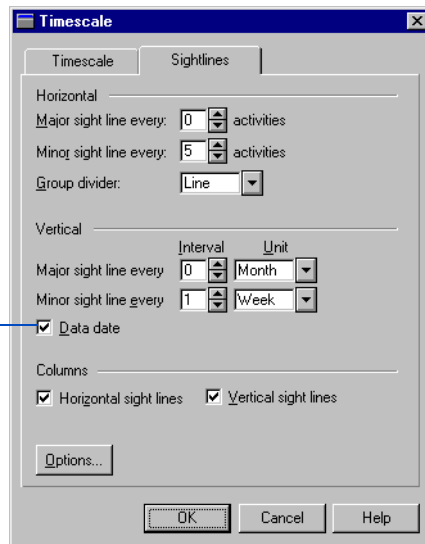 Timescale
Timescale Sightlines
Horizontal
Major sight line every: 0 activities
Minor sight line every: 5 activities
Group divider: Line
Vertical
Interval Unit
Major sight line every 0 Month
Minor sight line every 1 Week
Data date
Columns
Horizontal sight lines Vertical sight lines
Options...
OK Cancel Help